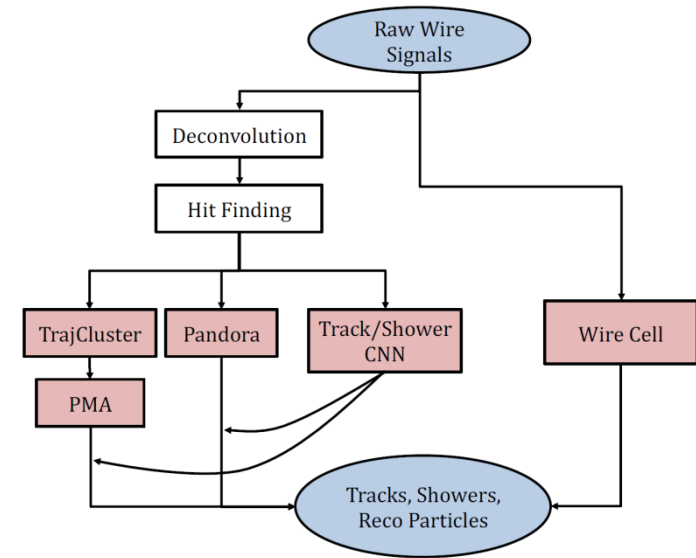 Raw Wire
Signals
Deconvolution
Hit Finding
TrajCluster
Pandora
Track/Shower
CNN
Wire Cell
PMA
Tracks, Showers,
Reco Particles